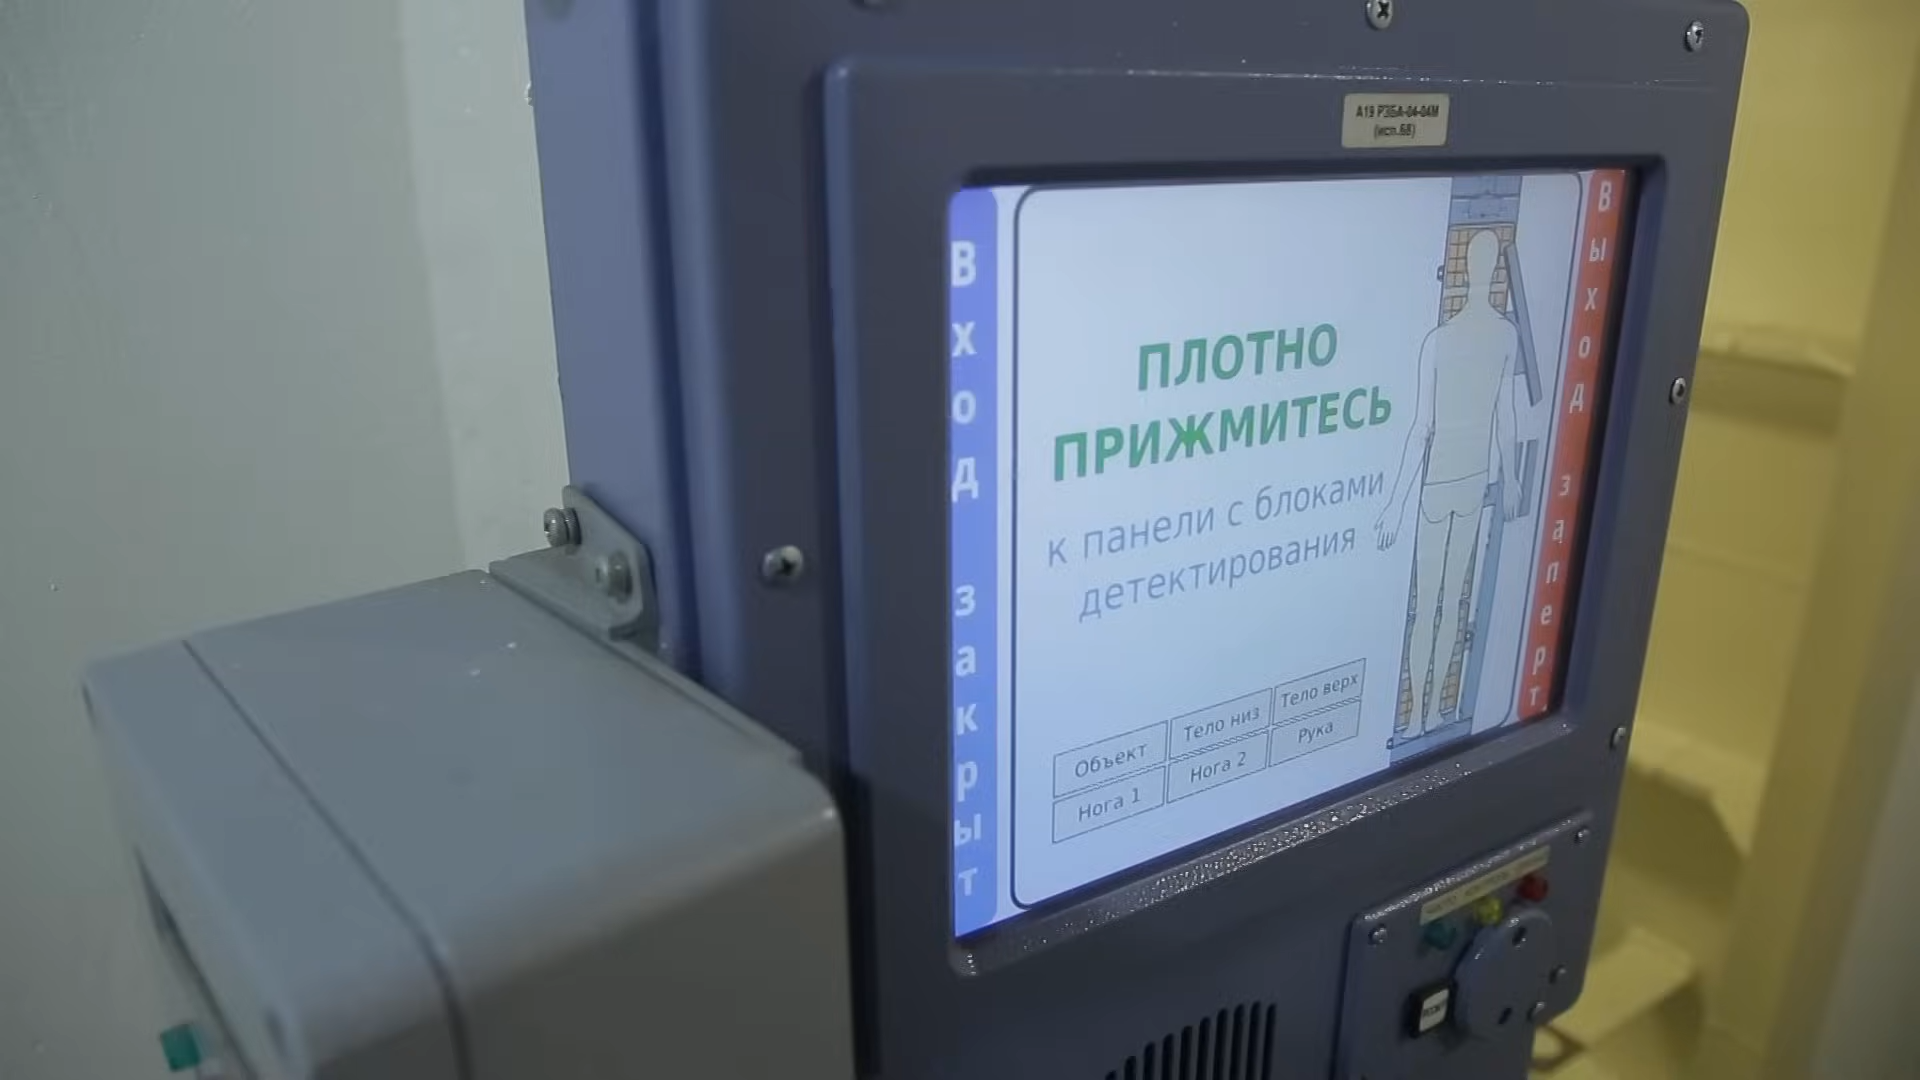 А19 РЗБА-04-04М
(исп.БВ)
Вход закрыт
ПЛОТНО
ПРИЖМИТЕСЬ
к панели с блоками
детектирования
Объект Тело низ Тело верх
Нога 1 Нога 2 Рука
Выход заперт